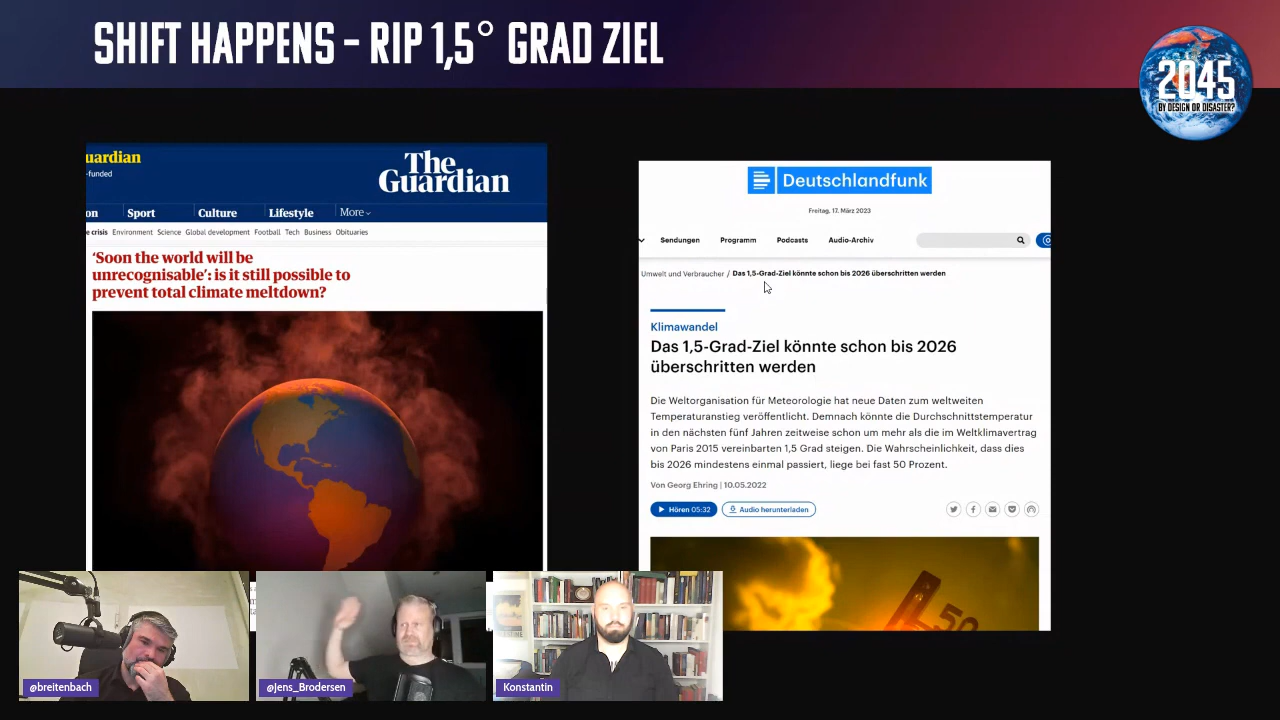 SHIFT HAPPENS – RIP 1,5° GRAD ZIEL
2045
BY DESIGN OR DISASTER?
uardian
-funded
The
Guardian
on Sport Culture Lifestyle More
e crisis Environment Science Global development Football Tech Business Obituaries
‘Soon the world will be
unrecognisable’: is it still possible to
prevent total climate meltdown?
Deutschlandfunk
Freitag, 17. März 2023
Sendungen Programm Podcasts Audio-Archiv
Umwelt und Verbraucher / Das 1,5-Grad-Ziel könnte schon bis 2026 überschritten werden
Klimawandel
Das 1,5-Grad-Ziel könnte schon bis 2026
überschritten werden
Die Weltorganisation für Meteorologie hat neue Daten zum weltweiten
Temperaturanstieg veröffentlicht. Demnach könnte die Durchschnittstemperatur
in den nächsten fünf Jahren zeitweise schon um mehr als die im Weltklimavertrag
von Paris 2015 vereinbarten 1,5 Grad steigen. Die Wahrscheinlichkeit, dass dies
bis 2026 mindestens einmal passiert, liege bei fast 50 Prozent.
Von Georg Ehring | 10.05.2022
Hören 05:32 Audio herunterladen
50
@breitenbach
@Jens_Brodersen
Konstantin